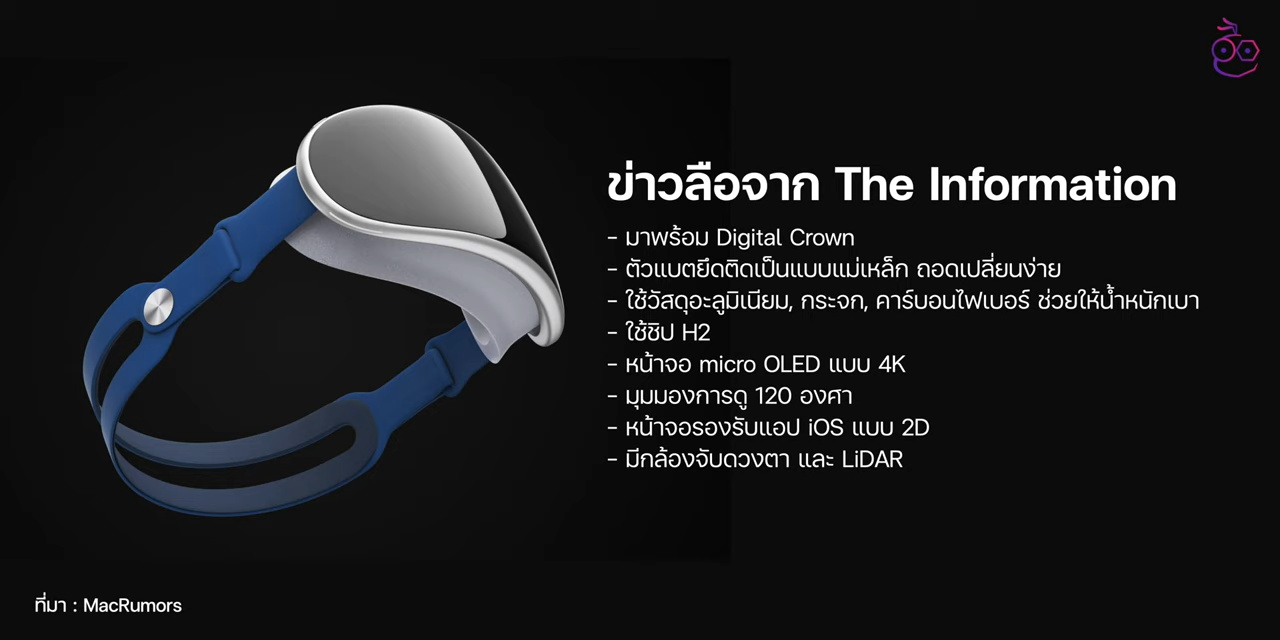 ข่าวลือจาก The Information
- มาพร้อม Digital Crown
- ตัวแบตยึดติดเป็นแบบแม่เหล็ก ถอดเปลี่ยนง่าย
- ใช้วัสดุอะลูมิเนียม, กระจก, คาร์บอนไฟเบอร์ ช่วยให้น้ำหนักเบา
- ใช้ชิป H2
- หน้าจอ micro OLED แบบ 4K
- มุมมองการดู 120 องศา
- หน้าจอรองรับแอป iOS แบบ 2D
- มีกล้องจับดวงตา และ LiDAR
ที่มา : MacRumors